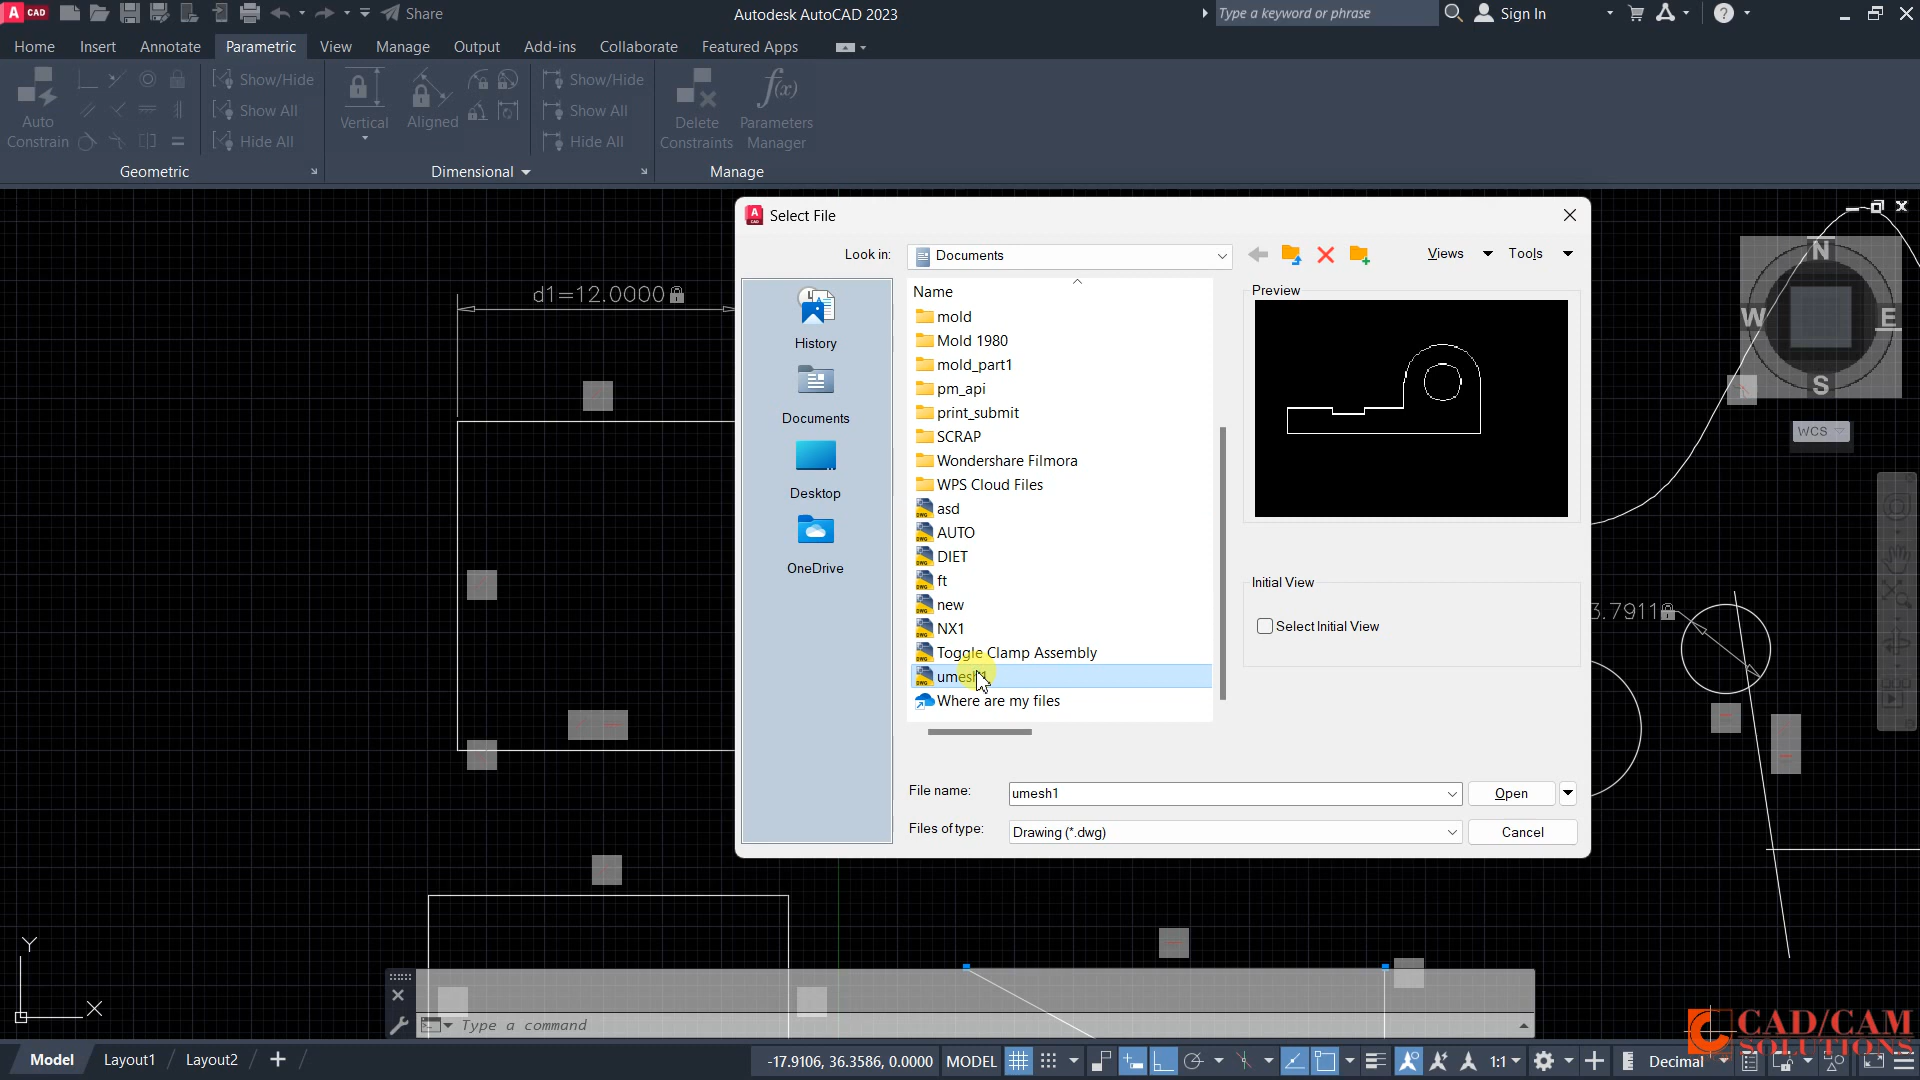 A CAD Share Autodesk AutoCAD 2023 Type a keyword or phrase Sign In
Home Insert Annotate Parametric View Manage Output Add-ins Collaborate Featured Apps
Auto Constrain
Show/Hide
Show All
Hide All
Vertical
Aligned
Show/Hide
Show All
Hide All
Delete Constraints
f(x)
Parameters Manager
Geometric Dimensional Manage
d1=12.0000
Select File
Look in: Documents Views Tools
History
Documents
Desktop
OneDrive
Name
mold
Mold 1980
mold_part1
pm_api
print_submit
SCRAP
Wondershare Filmora
WPS Cloud Files
asd
AUTO
DIET
ft
new
NX1
Toggle Clamp Assembly
umesh1
Where are my files
Preview
Initial View
Select Initial View
File name: umesh1 Open
Files of type: Drawing (*.dwg) Cancel
N
W E
S
WCS
3.7911
Y
X
Type a command
CAD/CAM
SOLUTIONS
Model Layout1 Layout2 + -17.9106, 36.3586, 0.0000 MODEL 1:1 Decimal